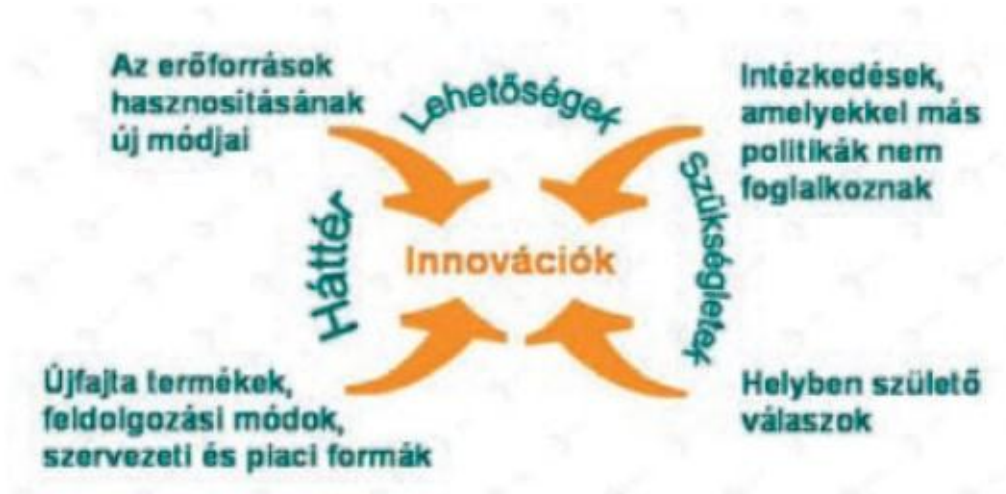 Az erőforrások
hasznosításának
új módjai
Lehetőségek
Intézkedések,
amelyekkel más
politikák nem
foglalkoznak
Háttér
Innovációk
Szükségletek
Újfajta termékek,
feldolgozási módok,
szervezeti és piaci formák
Helyben születő
válaszok